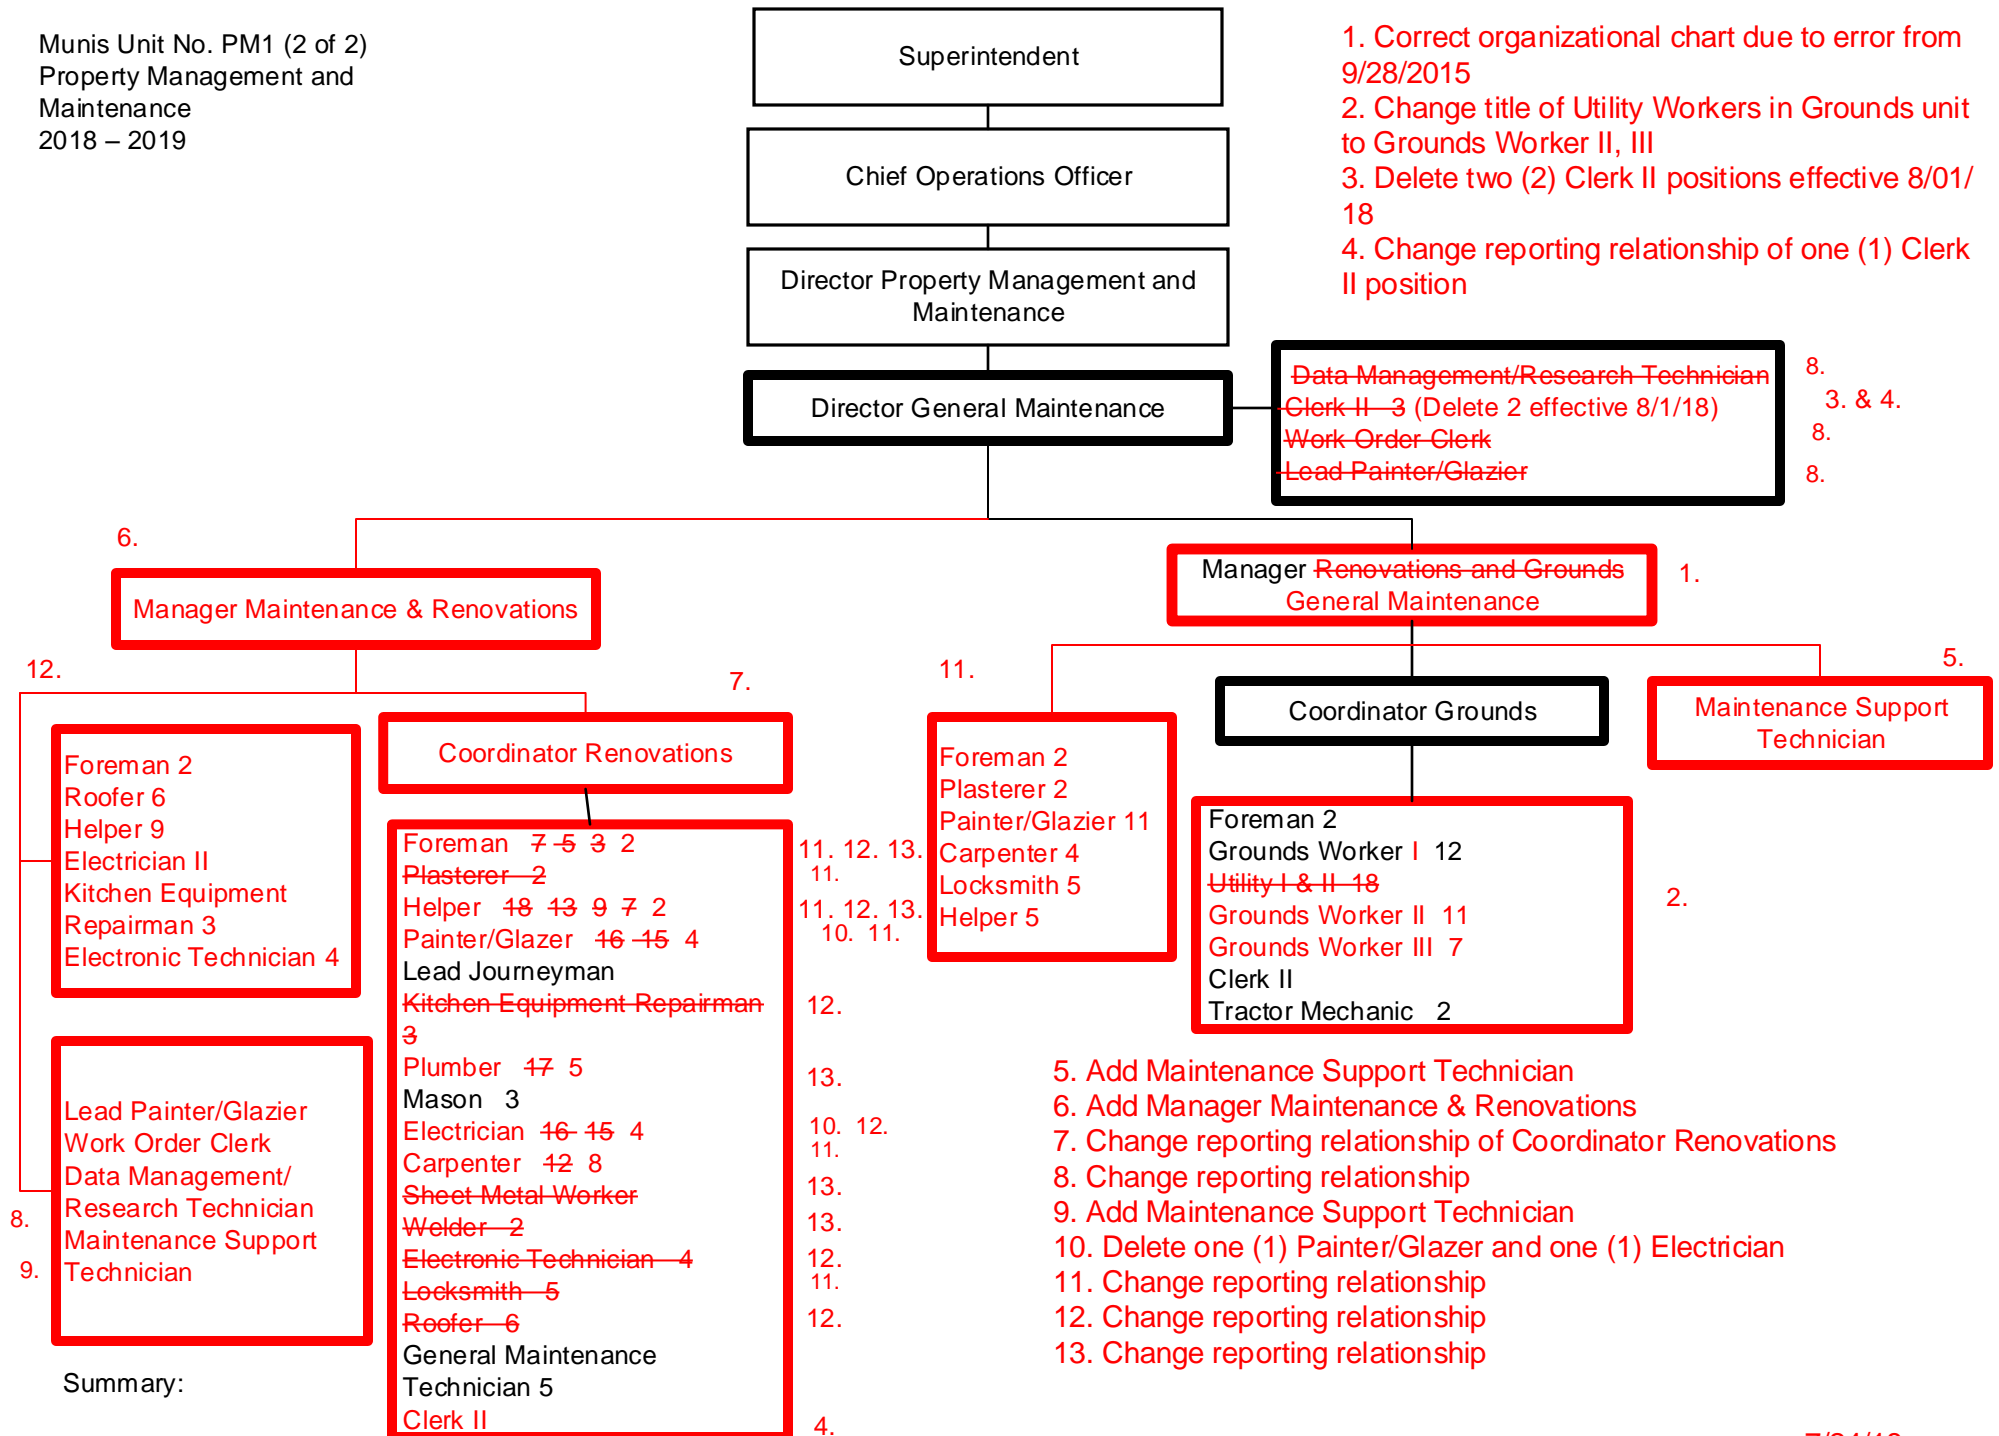 Munis Unit No. PM1 (2 of 2)
Property Management and
Maintenance
2018 – 2019
Superintendent
Chief Operations Officer
Director Property Management and
Maintenance
Director General Maintenance
1. Correct organizational chart due to error from
9/28/2015
2. Change title of Utility Workers in Grounds unit
to Grounds Worker II, III
3. Delete two (2) Clerk II positions effective 8/01/
18
4. Change reporting relationship of one (1) Clerk
II position
Data Management/Research Technician
Clerk II 3 (Delete 2 effective 8/1/18)
Work Order Clerk
Lead Painter/Glazier
8.
3. & 4.
8.
8.
6.
Manager Maintenance & Renovations
Manager Renovations and Grounds
General Maintenance
1.
12.
7.
11.
5.
Foreman 2
Roofer 6
Helper 9
Electrician II
Kitchen Equipment
Repairman 3
Electronic Technician 4
Lead Painter/Glazier
Work Order Clerk
Data Management/
Research Technician
Maintenance Support
Technician
8.
9.
Summary:
Coordinator Renovations
Foreman 7 5 3 2
Plasterer 2
Helper 18 13 9 7 2
Painter/Glazer 16 15 4
Lead Journeyman
Kitchen Equipment Repairman
3
Plumber 17 5
Mason 3
Electrician 16 15 4
Carpenter 12 8
Sheet Metal Worker
Welder 2
Electronic Technician 4
Locksmith 5
Roofer 6
General Maintenance
Technician 5
Clerk II
11. 12. 13.
11.
11. 12. 13.
10. 11.
12.
13.
10. 12.
11.
13.
13.
12.
11.
12.
4.
Foreman 2
Plasterer 2
Painter/Glazier 11
Carpenter 4
Locksmith 5
Helper 5
Coordinator Grounds
Foreman 2
Grounds Worker I 12
Utility I & II 18
Grounds Worker II 11
Grounds Worker III 7
Clerk II
Tractor Mechanic 2
2.
Maintenance Support
Technician
5. Add Maintenance Support Technician
6. Add Manager Maintenance & Renovations
7. Change reporting relationship of Coordinator Renovations
8. Change reporting relationship
9. Add Maintenance Support Technician
10. Delete one (1) Painter/Glazer and one (1) Electrician
11. Change reporting relationship
12. Change reporting relationship
13. Change reporting relationship